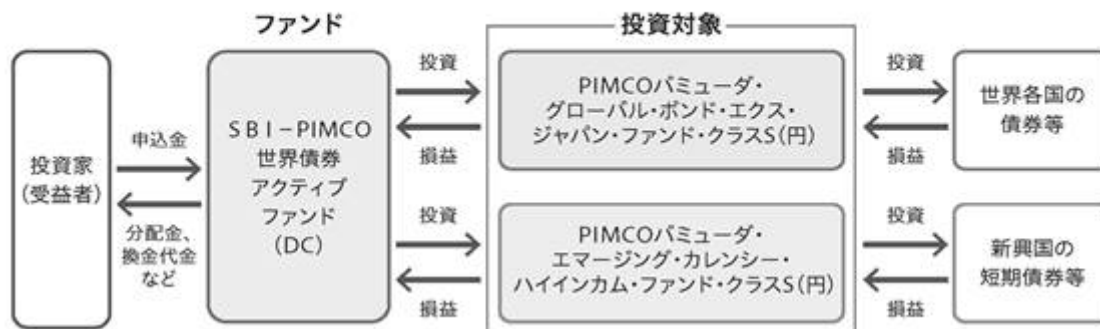 ファンド
投資対象
投資家
(受益者)
申込金
分配金、
換金代金
など
SBI-PIMCO
世界債券
アクティブ
ファンド
(DC)
投資
損益
投資
損益
PIMCOバミューダ・
グローバル・ボンド・エクス・
ジャパン・ファンド・クラスS(円)
PIMCOバミューダ・
エマージング・カレンシー・
ハイインカム・ファンド・クラスS(円)
投資
損益
投資
損益
世界各国の
債券等
新興国の
短期債券等